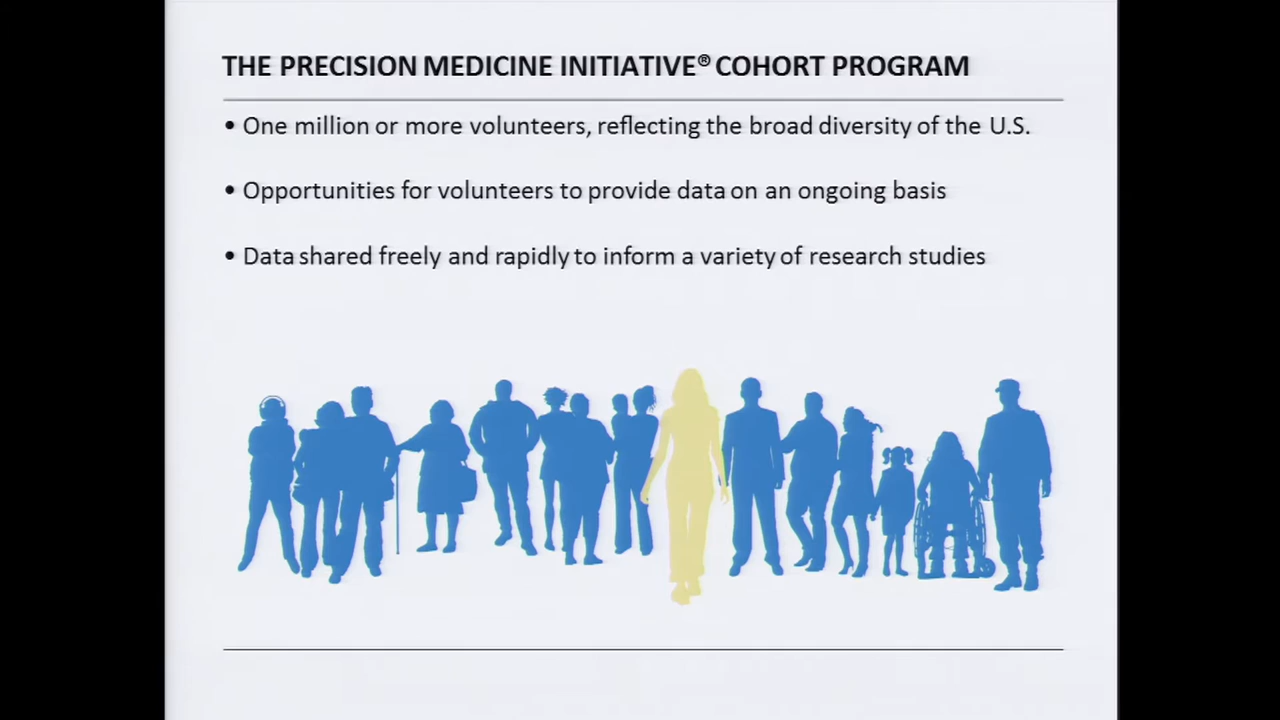 THE PRECISION MEDICINE INITIATIVE® COHORT PROGRAM
• One million or more volunteers, reflecting the broad diversity of the U.S.
• Opportunities for volunteers to provide data on an ongoing basis
• Data shared freely and rapidly to inform a variety of research studies